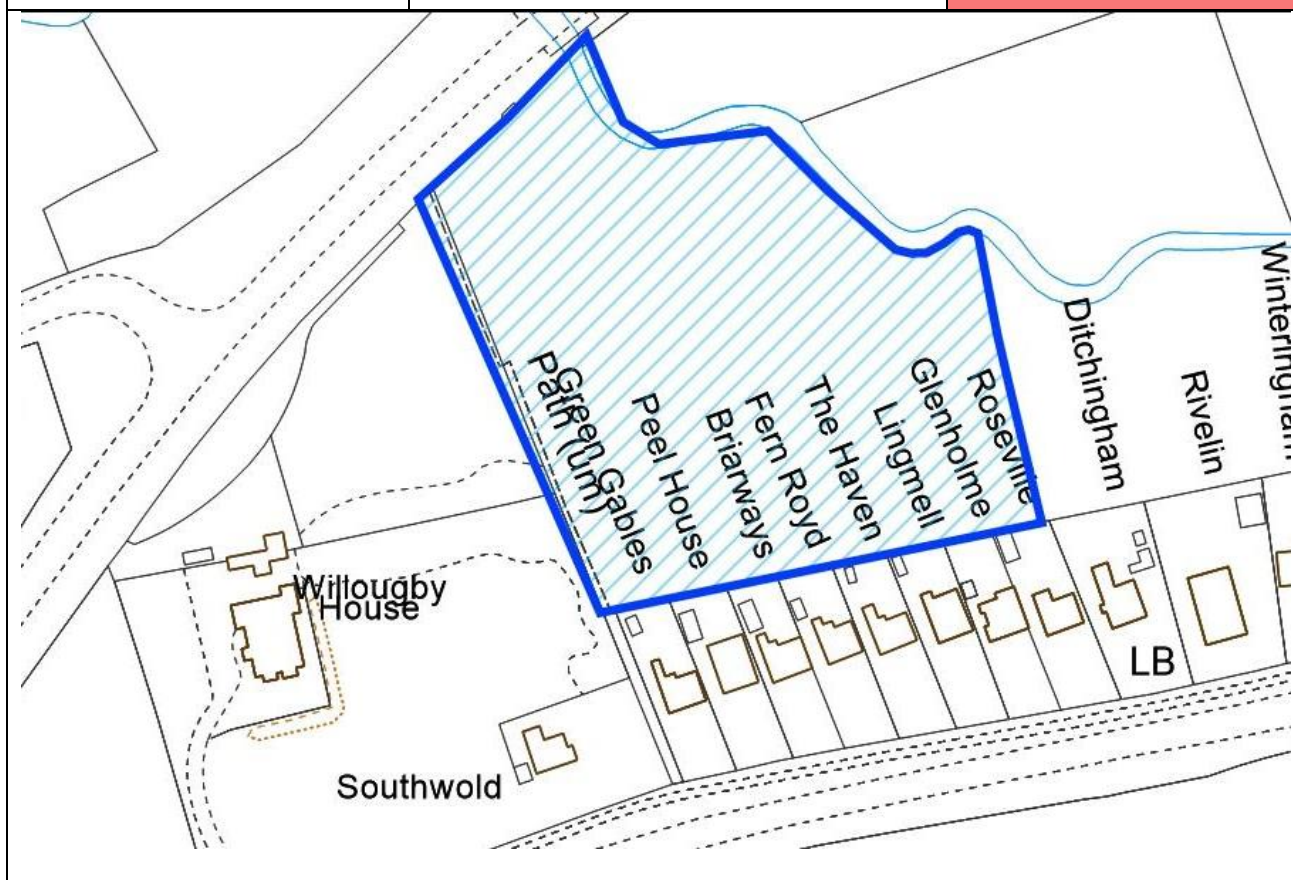 Path (um)
Green Gables
Peel House
Briarways
Fern Royd
The Haven
Lingmell
Glenholme
Roseville
Ditchingham
Rivelin
Winteringham
Willougby
House
LB
Southwold